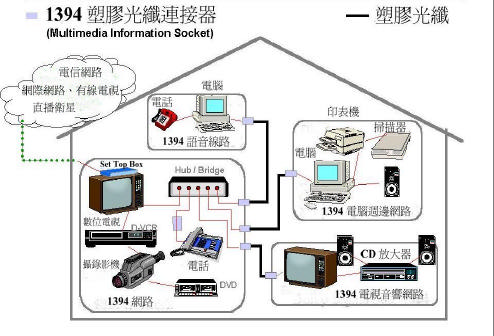 1394 塑膠光纖連接器
(Multimedia Information Socket)
塑膠光纖
電信網路
網際網路、有線電視
直播衛星
電話
電腦
1394 語音線路
印表機
掃描器
電腦
1394 電腦週邊網路
Set Top Box
Hub / Bridge
數位電視
D-VCR
電話
攝錄影機
DVD
1394 網路
CD 放大器
1394 電視音響網路